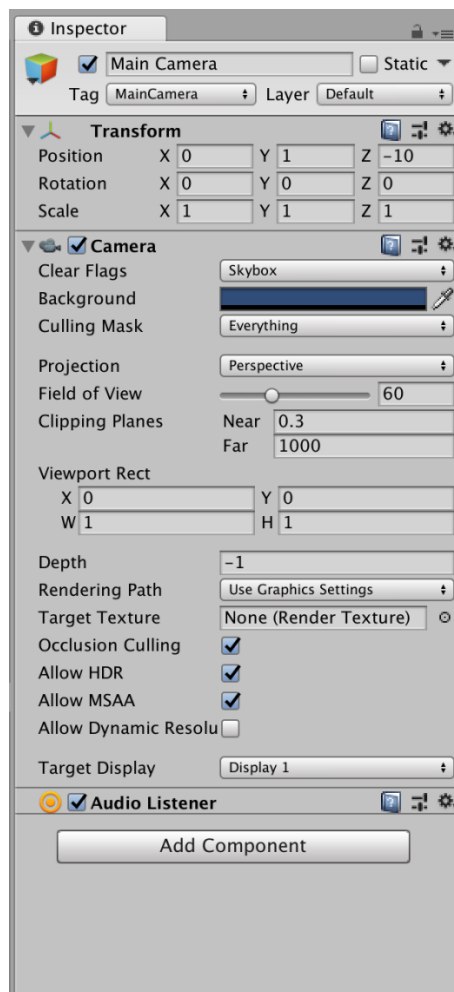 Inspector
Main Camera Static
Tag MainCamera Layer Default
Transform
Position X 0 Y 1 Z -10
Rotation X 0 Y 0 Z 0
Scale X 1 Y 1 Z 1
Camera
Clear Flags Skybox
Background
Culling Mask Everything
Projection Perspective
Field of View 60
Clipping Planes Near 0.3
Far 1000
Viewport Rect
X 0 Y 0
W 1 H 1
Depth -1
Rendering Path Use Graphics Settings
Target Texture None (Render Texture)
Occlusion Culling
Allow HDR
Allow MSAA
Allow Dynamic Resolu
Target Display Display 1
Audio Listener
Add Component